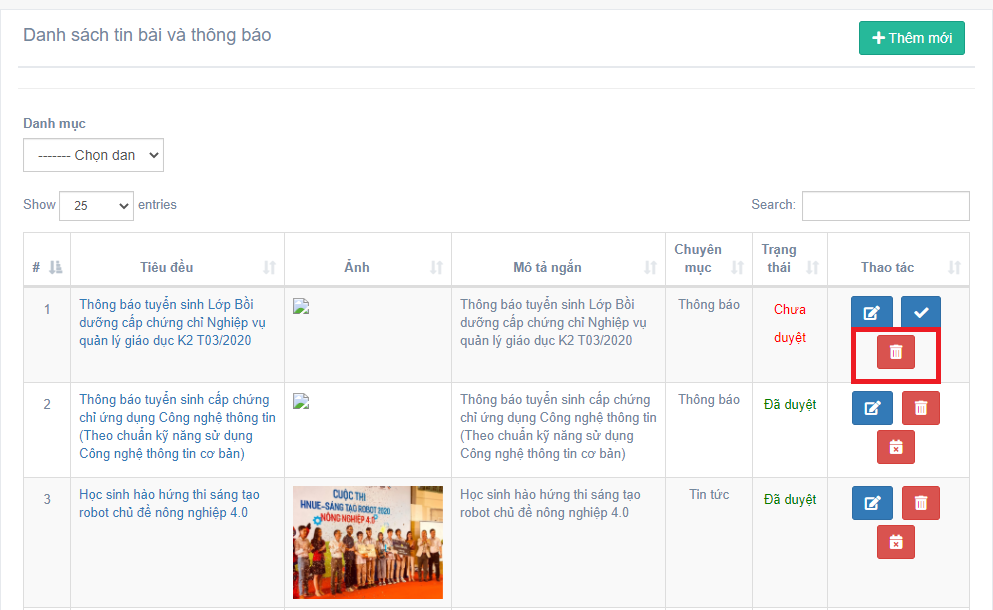 Danh sách tin bài và thông báo
Thêm mới
Danh mục
------- Chọn dan
Show 25 entries
Search:
# Tiêu đều Ảnh Mô tả ngắn Chuyên mục Trạng thái Thao tác
1
Thông báo tuyển sinh Lớp Bồi
dưỡng cấp chứng chỉ Nghiệp vụ
quản lý giáo dục K2 T03/2020
Thông báo tuyển sinh Lớp Bồi
dưỡng cấp chứng chỉ Nghiệp vụ
quản lý giáo dục K2 T03/2020
Thông báo
Chưa
duyệt
2
Thông báo tuyển sinh cấp chứng
chỉ ứng dụng Công nghệ thông tin
(Theo chuẩn kỹ năng sử dụng
Công nghệ thông tin cơ bản)
Thông báo tuyển sinh cấp chứng
chỉ ứng dụng Công nghệ thông tin
(Theo chuẩn kỹ năng sử dụng
Công nghệ thông tin cơ bản)
Thông báo
Đã duyệt
3
Học sinh hào hứng thi sáng tạo
robot chủ đề nông nghiệp 4.0
CUỘC THI
HNUE-SÁNG TẠO ROBOT 2020
NÔNG NGHIỆP 4.0
Học sinh hào hứng thi sáng tạo
robot chủ đề nông nghiệp 4.0
Tin tức
Đã duyệt